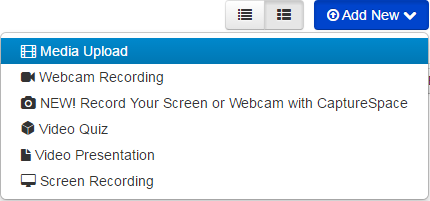 Add New
Media Upload
Webcam Recording
NEW! Record Your Screen or Webcam with CaptureSpace
Video Quiz
Video Presentation
Screen Recording